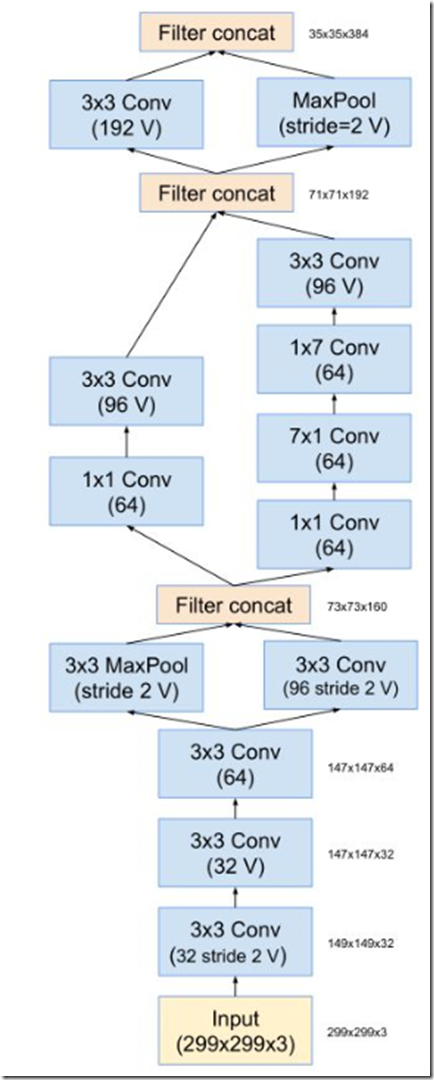 Filter concat
35x35x384
3x3 Conv
(192 V)
MaxPool
(stride=2 V)
Filter concat
71x71x192
3x3 Conv
(96 V)
1x7 Conv
(64)
3x3 Conv
(96 V)
7x1 Conv
(64)
1x1 Conv
(64)
1x1 Conv
(64)
Filter concat
73x73x160
3x3 MaxPool
(stride 2 V)
3x3 Conv
(96 stride 2 V)
3x3 Conv
(64)
147x147x64
3x3 Conv
(32 V)
147x147x32
3x3 Conv
(32 stride 2 V)
149x149x32
Input
(299x299x3)
299x299x3